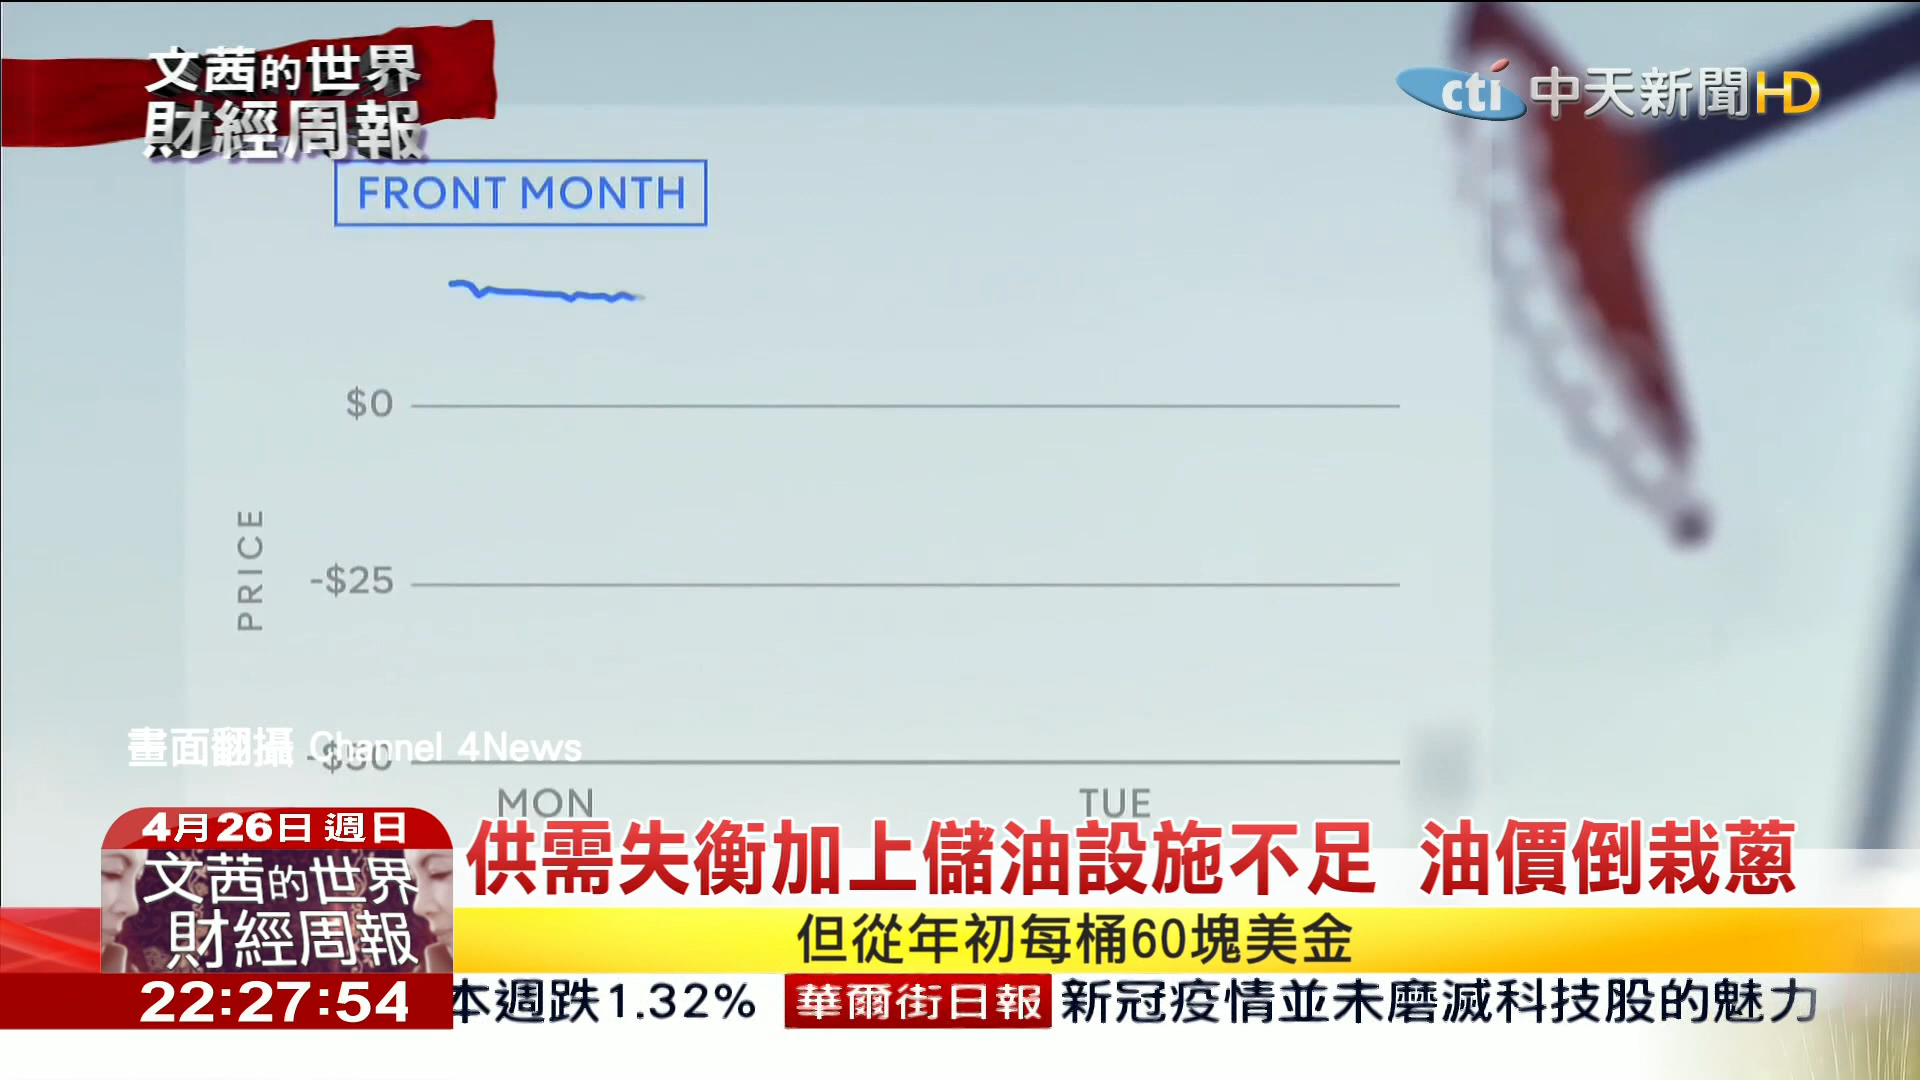 文茜的世界
財經周報
cti 中天新聞HD
FRONT MONTH
$0
PRICE
-$25
畫面翻攝 Channel 4News
-$50
MON
TUE
4月26日 週日
供需失衡加上儲油設施不足 油價倒栽蔥
文茜的世界
財經周報
但從年初每桶60塊美金
22:27:54
本週跌1.32% 華爾街日報 新冠疫情並未磨滅科技股的魅力